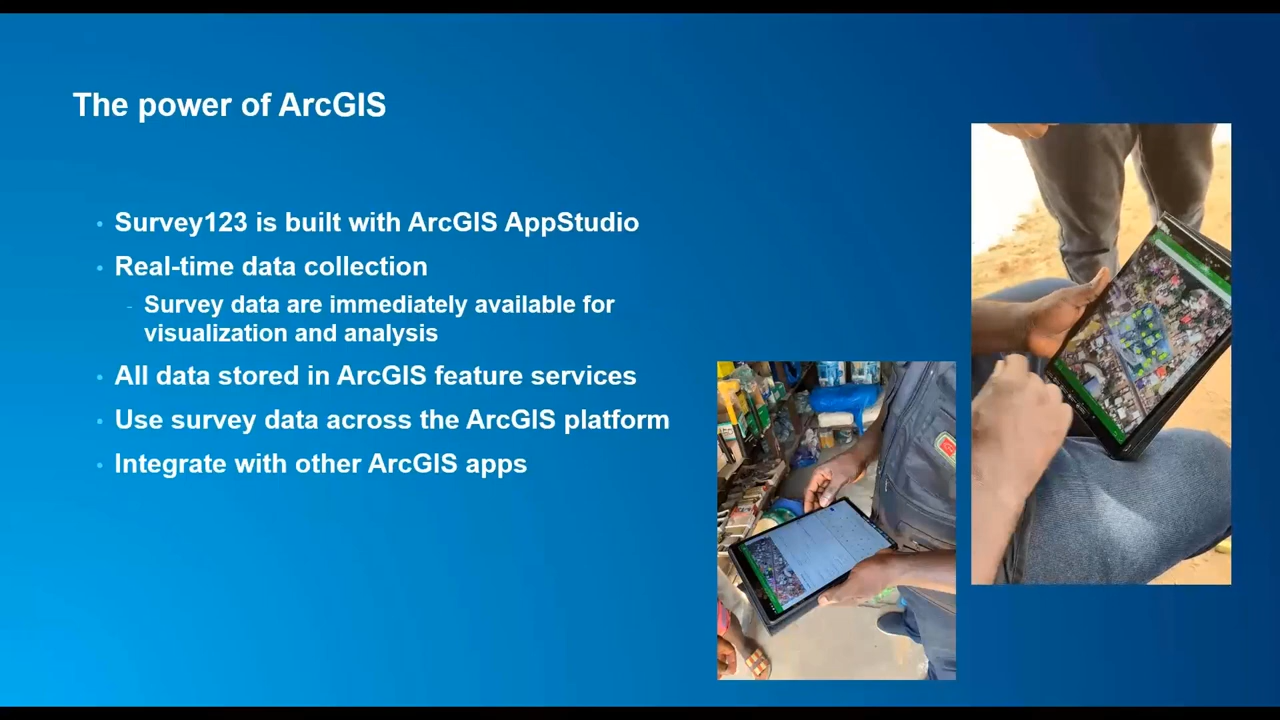 The power of ArcGIS
Survey123 is built with ArcGIS AppStudio
Real-time data collection
Survey data are immediately available for
visualization and analysis
All data stored in ArcGIS feature services
Use survey data across the ArcGIS platform
Integrate with other ArcGIS apps